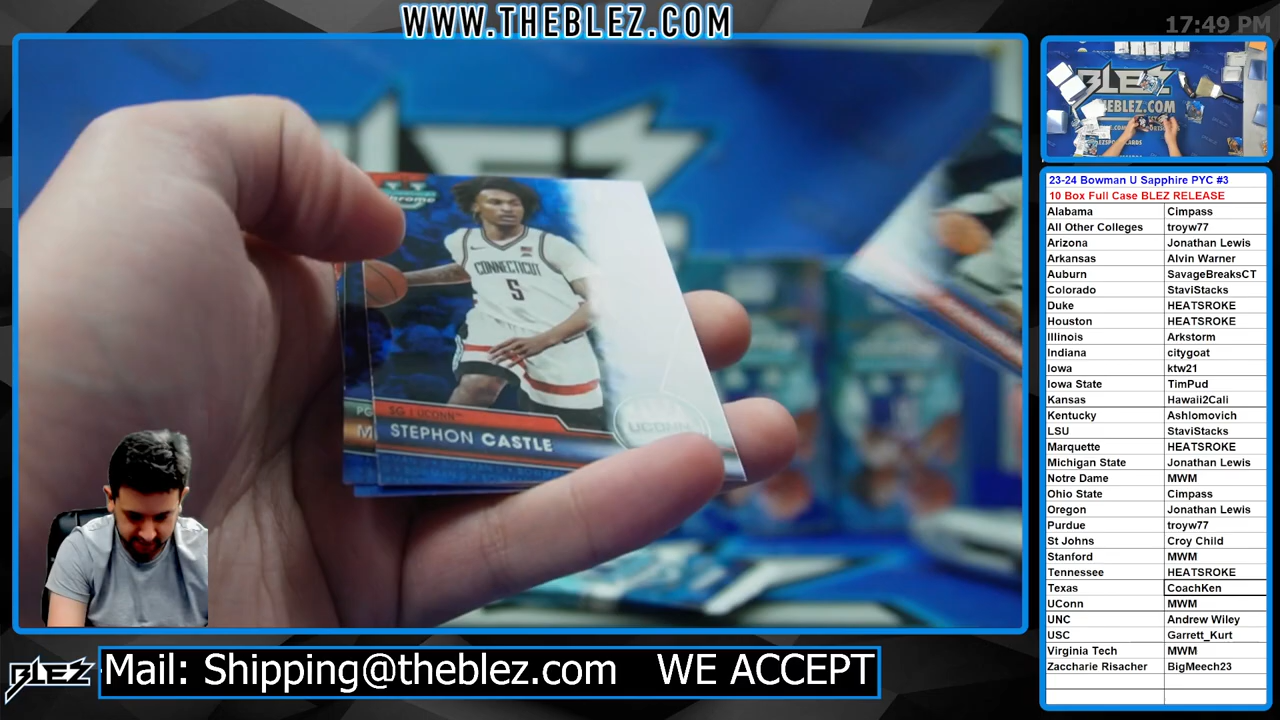 WWW.THEBLEZ.COM
17:49 PM
BLEZ
THEBLEZ.COM
chrome
CONNECTICUT
5
SG | UCONN
STEPHON CASTLE
UCONN
23-24 Bowman U Sapphire PYC #3
10 Box Full Case BLEZ RELEASE
Alabama Cimpass
All Other Colleges troyw77
Arizona Jonathan Lewis
Arkansas Alvin Warner
Auburn SavageBreaksCT
Colorado StaviStacks
Duke HEATSROKE
Houston HEATSROKE
Illinois Arkstorm
Indiana citygoat
Iowa ktw21
Iowa State TimPud
Kansas Hawaii2Cali
Kentucky Ashlomovich
LSU StaviStacks
Marquette HEATSROKE
Michigan State Jonathan Lewis
Notre Dame MWM
Ohio State Cimpass
Oregon Jonathan Lewis
Purdue troyw77
St Johns Croy Child
Stanford MWM
Tennessee HEATSROKE
Texas CoachKen
UConn MWM
UNC Andrew Wiley
USC Garrett_Kurt
Virginia Tech MWM
Zaccharie Risacher BigMeech23
BLEZ
Mail: Shipping@theblez.com WE ACCEPT